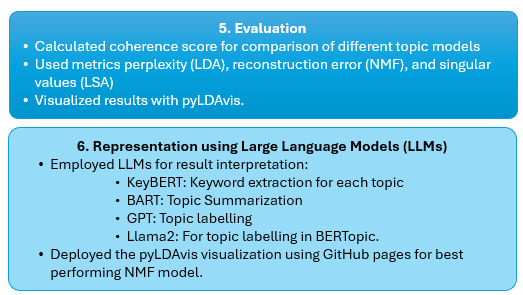 5. Evaluation
• Calculated coherence score for comparison of different topic models
• Used metrics perplexity (LDA), reconstruction error (NMF), and singular
values (LSA)
• Visualized results with pyLDAvis.
6. Representation using Large Language Models (LLMs)
• Employed LLMs for result interpretation:
• KeyBERT: Keyword extraction for each topic
• BART: Topic Summarization
• GPT: Topic labelling
• Llama2: For topic labelling in BERTopic.
• Deployed the pyLDAvis visualization using GitHub pages for best
performing NMF model.